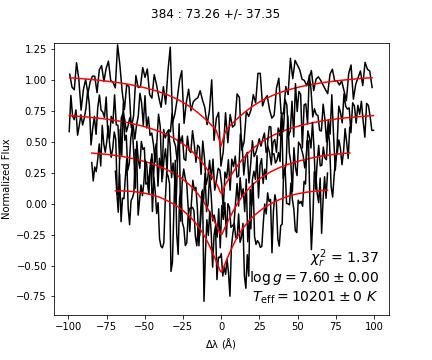 384 : 73.26 +/- 37.35
Normalized Flux
1.25
1.00
0.75
0.50
0.25
0.00
−0.25
−0.50
−0.75
χ²ᵣ = 1.37
log g = 7.60 ± 0.00
Teff = 10201 ± 0 K
−100 −75 −50 −25 0 25 50 75 100
Δλ (Å)